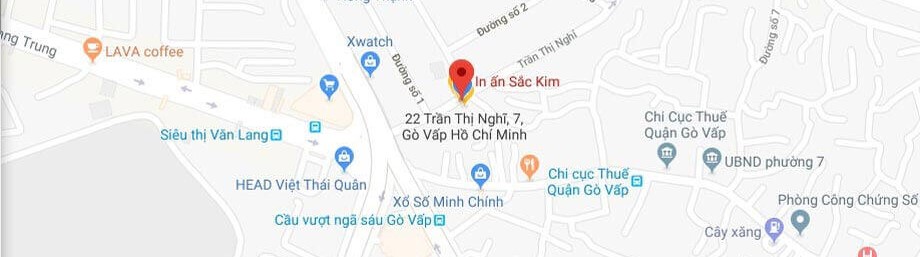 Đường số 2
Đường số 7
ang Trung
LAVA coffee
Xwatch
Trần Thị Nghỉ
Đường số 1
In ấn Sắc Kim
22 Trần Thị Nghĩ, 7,
Gò Vấp Hồ Chí Minh
Siêu thị Văn Lang
Chi Cục Thuế
Quận Gò Vấp
UBND phường 7
HEAD Việt Thái Quân
Chi cục Thuế
Quận Gò Vấp
Xổ Số Minh Chính
Phòng Công Chứng Số
Cầu vượt ngã sáu Gò Vấp
Cây xăng